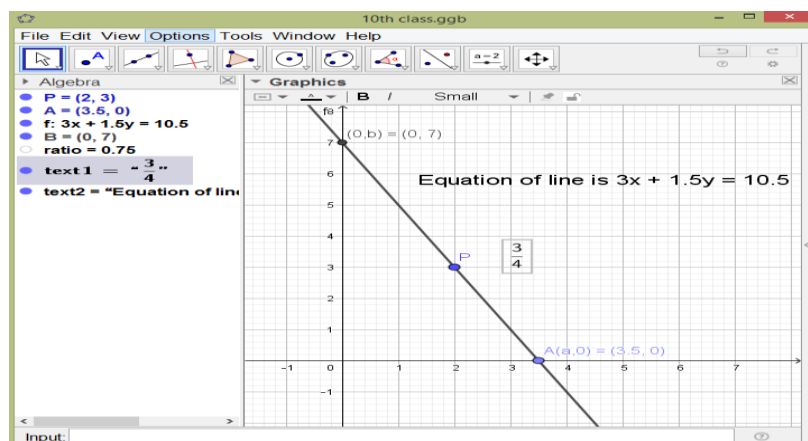 10th class.ggb
File Edit View Options Tools Window Help
a=2
Algebra
P = (2, 3)
A = (3.5, 0)
f: 3x + 1.5y = 10.5
B = (0, 7)
ratio = 0.75
text1 = “3/4”
text2 = “Equation of line
Graphics
A B I Small
(0,b) = (0, 7)
Equation of line is 3x + 1.5y = 10.5
P
3
4
A(a,0) = (3.5, 0)
7
6
5
4
3
2
1
−1
−1 0 1 2 3 4 5 6 7
Input: